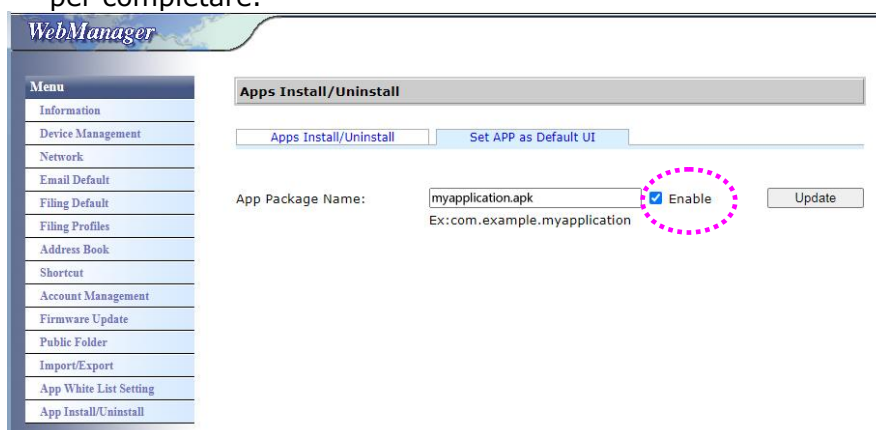 per completare.
WebManager
Menu
Information
Device Management
Network
Email Default
Filing Default
Filing Profiles
Address Book
Shortcut
Account Management
Firmware Update
Public Folder
Import/Export
App White List Setting
App Install/Uninstall
Apps Install/Uninstall
Apps Install/Uninstall Set APP as Default UI
App Package Name: myapplication.apk Enable Update
Ex:com.example.myapplication